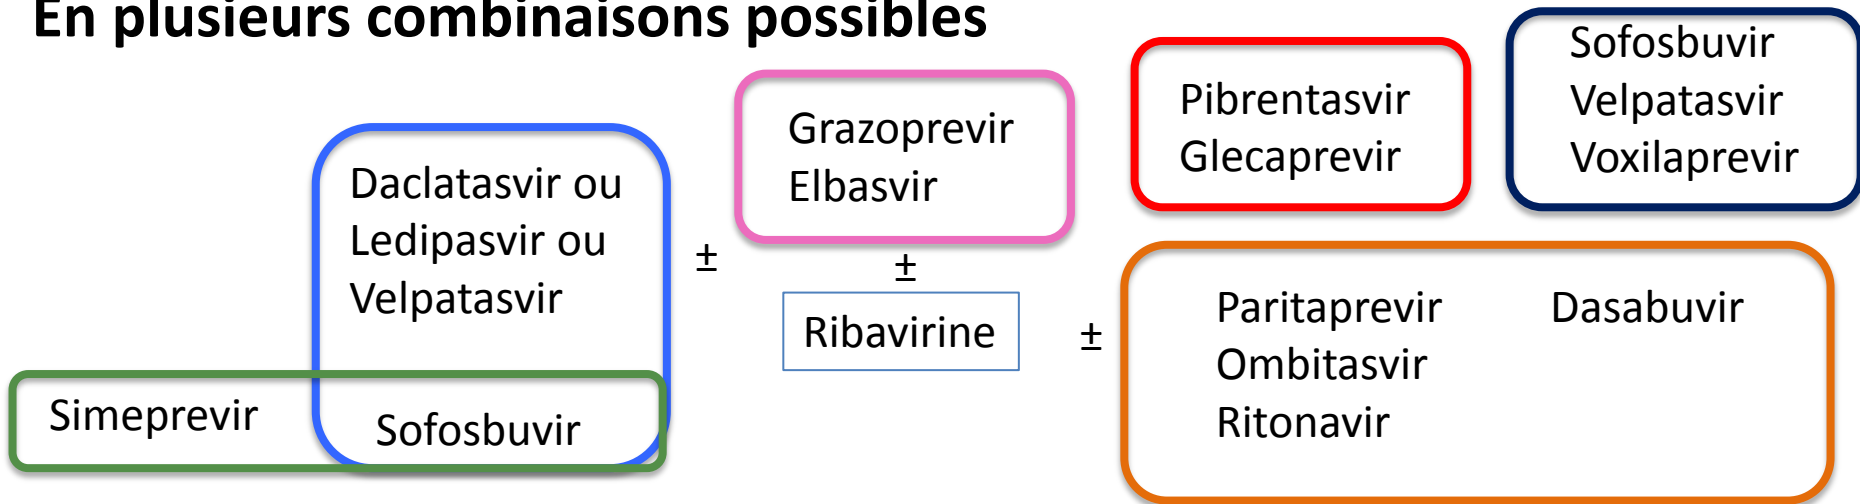 En plusieurs combinaisons possibles
Daclatasvir ou
Ledipasvir ou
Velpatasvir
Simeprevir
Sofosbuvir
±
Grazoprevir
Elbasvir
±
Ribavirine
±
Pibrentasvir
Glecaprevir
Sofosbuvir
Velpatasvir
Voxilaprevir
Paritaprevir Dasabuvir
Ombitasvir
Ritonavir